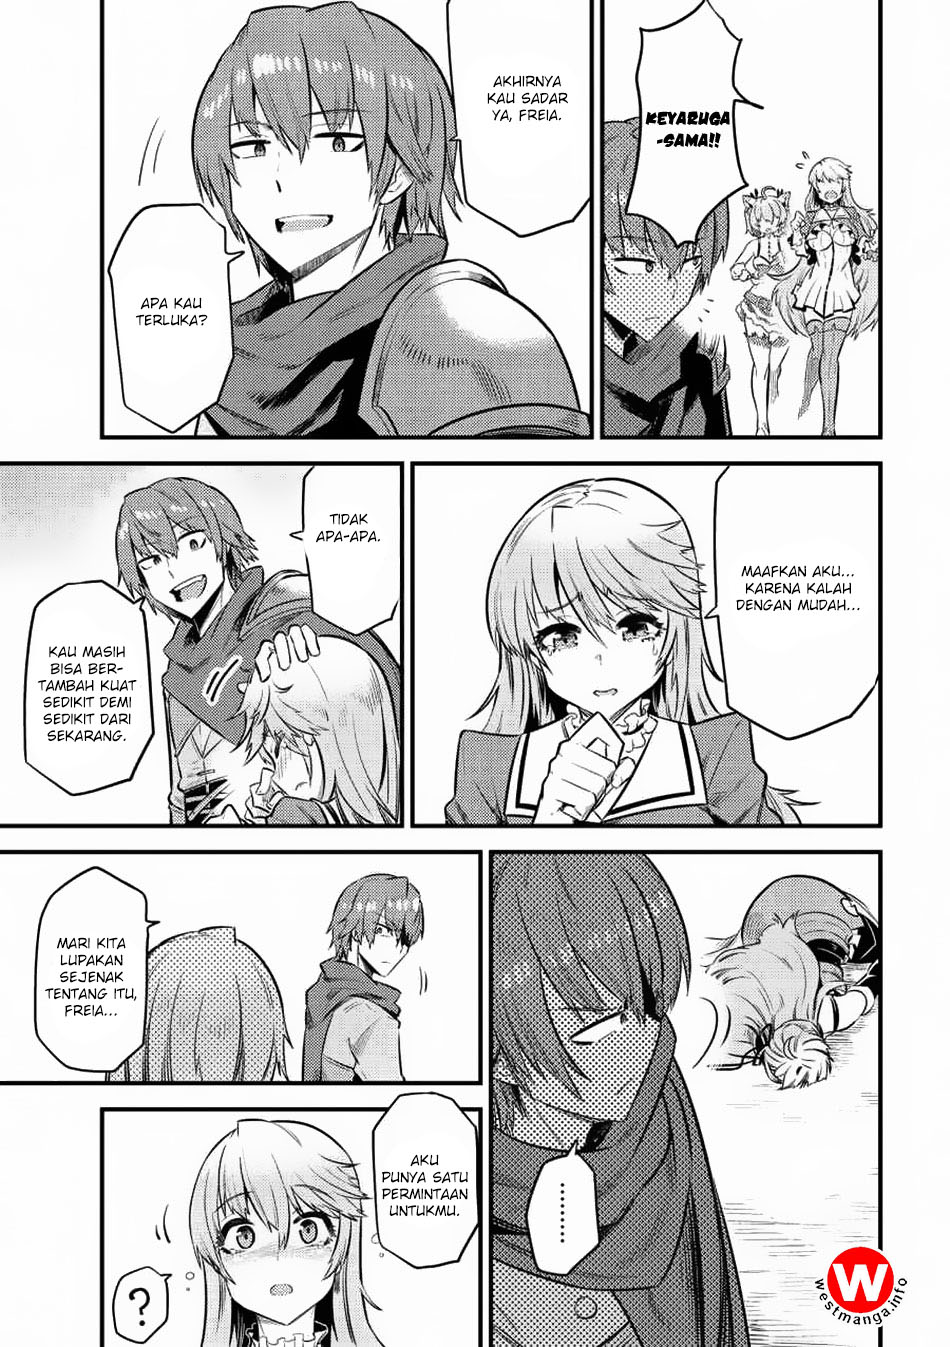 KEYARUGA
-SAMA!!
AKHIRNYA
KAU SADAR
YA, FREIA.
APA KAU
TERLUKA?
MAAFKAN AKU...
KARENA KALAH
DENGAN MUDAH...
TIDAK
APA-APA.
KAU MASIH
BISA BER-
TAMBAH KUAT
SEDIKIT DEMI
SEDIKIT DARI
SEKARANG.
.........
MARI KITA
LUPAKAN
SEJENAK
TENTANG ITU,
FREIA...
AKU
PUNYA SATU
PERMINTAAN
UNTUKMU.
?
W
westmanga.info